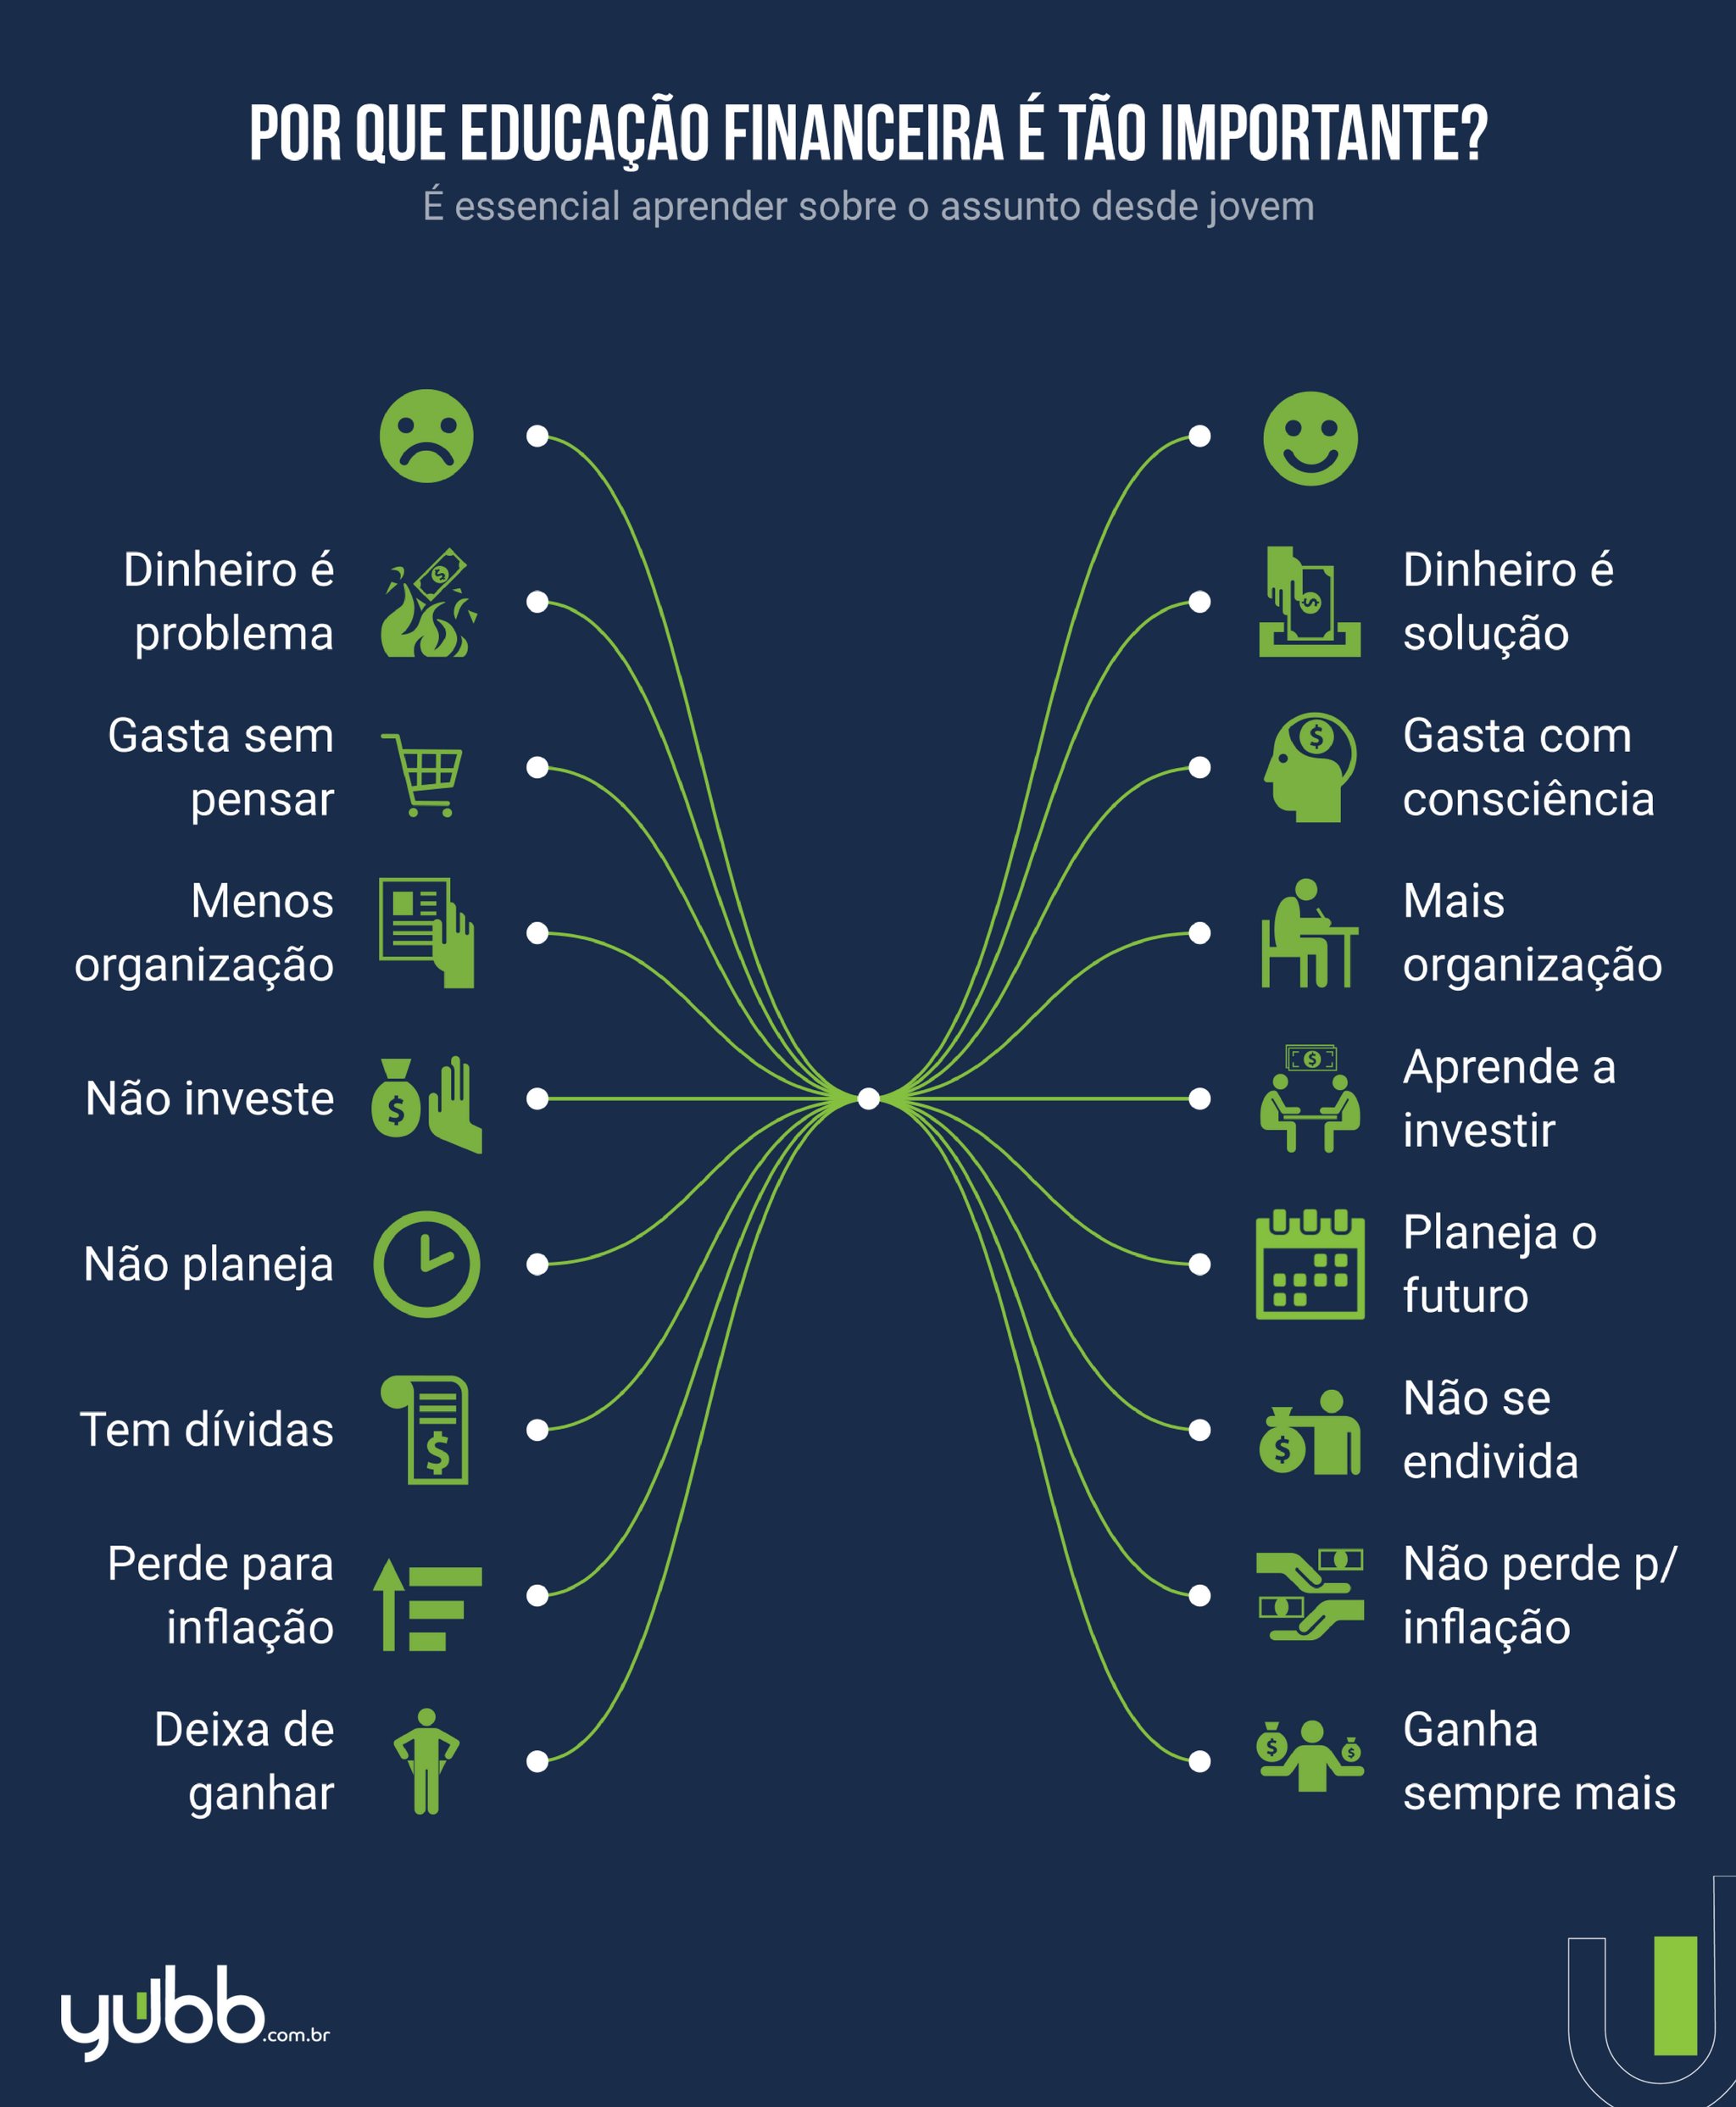 POR QUE EDUCAÇÃO FINANCEIRA É TÃO IMPORTANTE?
É essencial aprender sobre o assunto desde jovem
Dinheiro é
problema
Dinheiro é
solução
Gasta sem
pensar
Gasta com
consciência
Menos
organização
Mais
organização
Não investe
Aprende a
investir
Não planeja
Planeja o
futuro
Tem dívidas
Não se
endivida
Perde para
inflação
Não perde p/
inflação
Deixa de
ganhar
Ganha
sempre mais
yubb.com.br